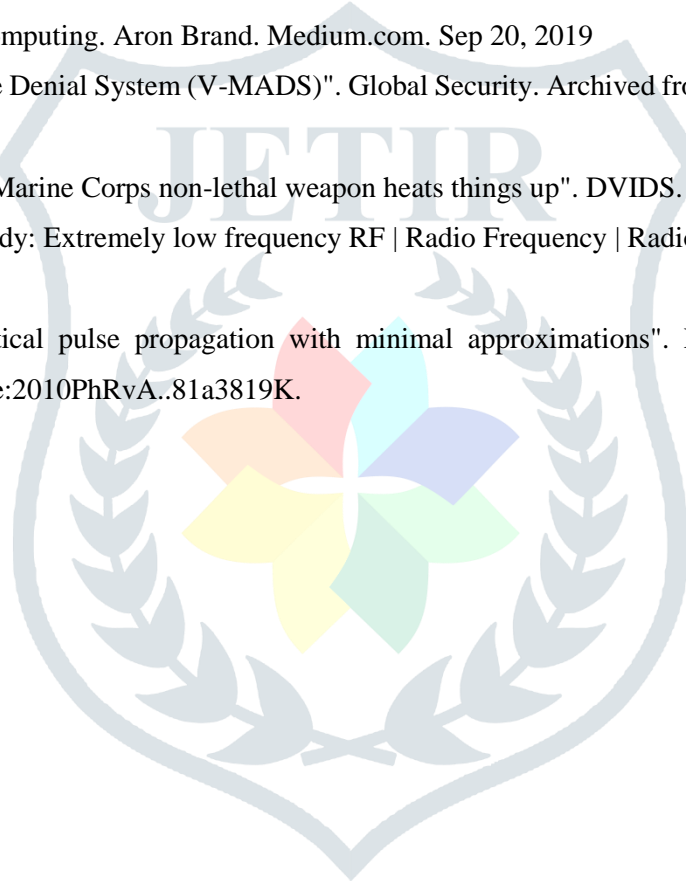 omputing. Aron Brand. Medium.com. Sep 20, 2019
e Denial System (V-MADS)". Global Security. Archived fro
JETIR
Marine Corps non-lethal weapon heats things up". DVIDS.
dy: Extremely low frequency RF | Radio Frequency | Radio
tical pulse propagation with minimal approximations".
e:2010PhRvA..81a3819K.